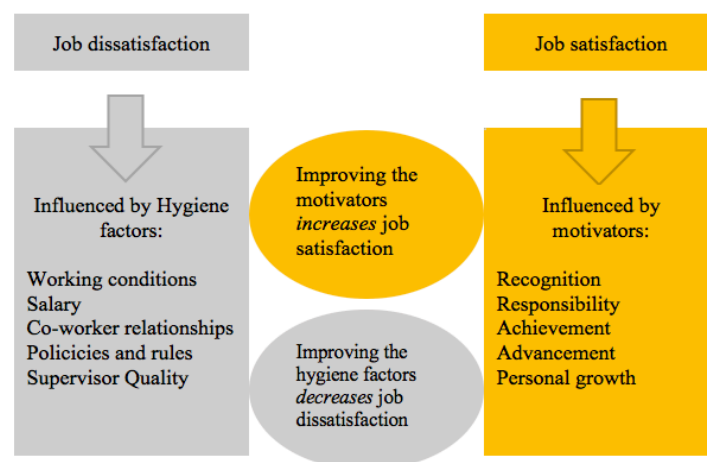 Job dissatisfaction
Job satisfaction
Influenced by Hygiene
factors:
Working conditions
Salary
Co-worker relationships
Policicies and rules
Supervisor Quality
Improving the
motivators
increases job
satisfaction
Improving the
hygiene factors
decreases job
dissatisfaction
Influenced by
motivators:
Recognition
Responsibility
Achievement
Advancement
Personal growth